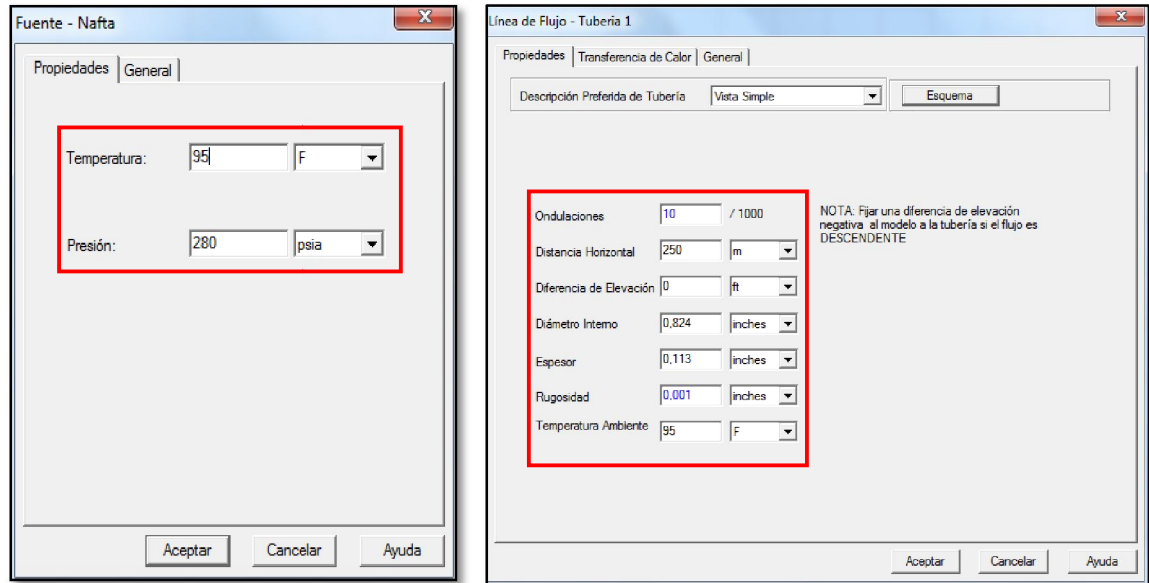 Fuente - Nafta
Propiedades General
Temperatura: 95 F
Presión: 280 psia
Aceptar Cancelar Ayuda
Línea de Flujo - Tuberia 1
Propiedades Transferencia de Calor General
Descripción Preferida de Tubería Vista Simple Esquema
Ondulaciones 10 / 1000
Distancia Horizontal 250 m
Diferencia de Elevación 0 ft
Diámetro Interno 0,824 inches
Espesor 0,113 inches
Rugosidad 0,001 inches
Temperatura Ambiente 95 F
NOTA: Fijar una diferencia de elevación
negativa al modelo a la tubería si el flujo es
DESCENDENTE
Aceptar Cancelar Ayuda